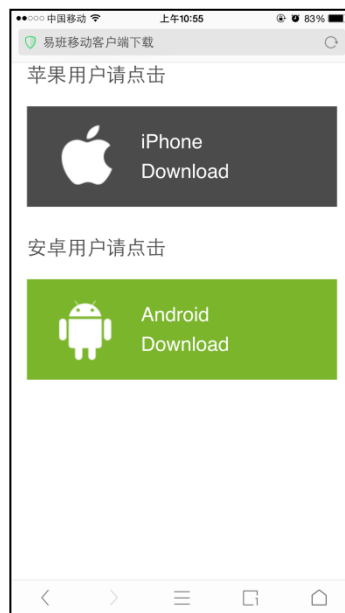 中国移动 上午10:55 83%
易班移动客户端下载
苹果用户请点击
iPhone
Download
安卓用户请点击
Android
Download